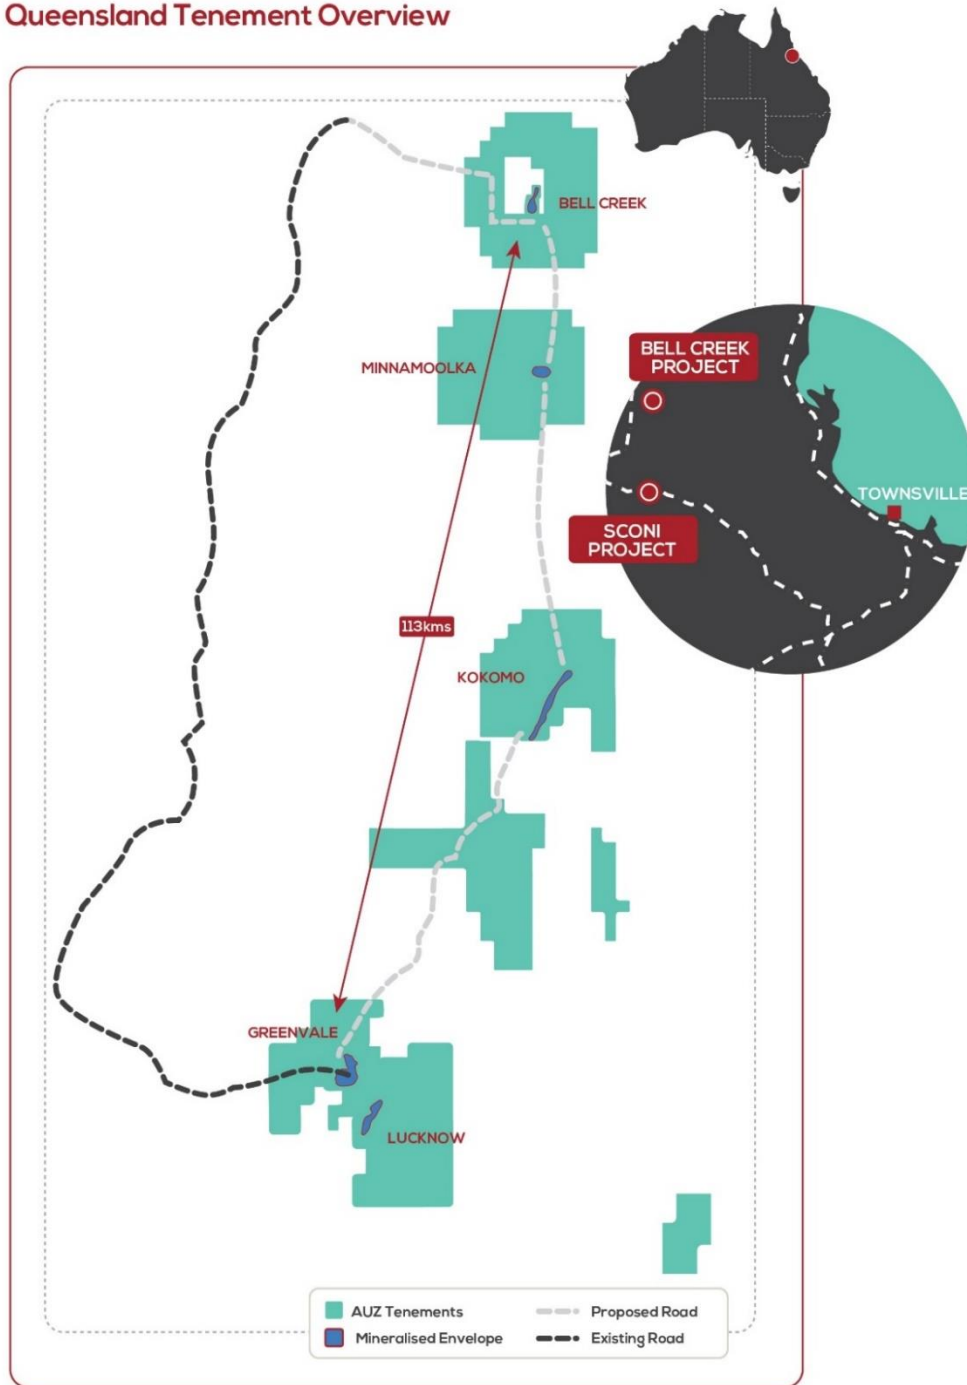 Queensland Tenement Overview
BELL CREEK
MINNAMOOLKA
BELL CREEK
PROJECT
TOWNSVILLE
SCONI
PROJECT
113kms
KOKOMO
GREENVALE
LUCKNOW
AUZ Tenements
Proposed Road
Mineralised Envelope
Existing Road